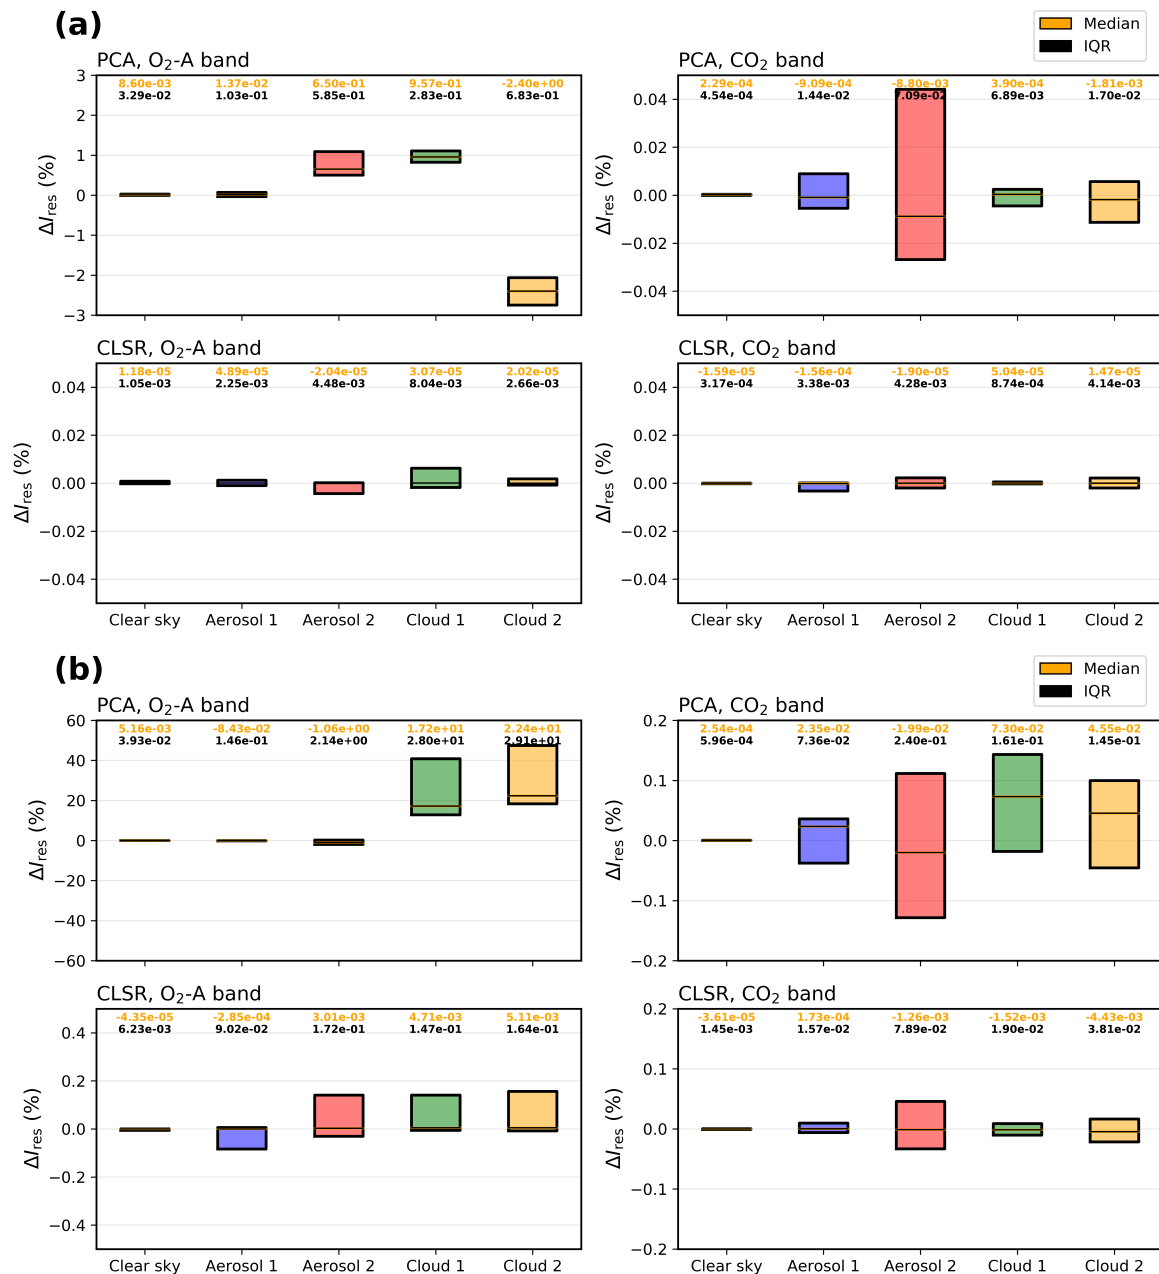 (a)
Median
IQR
PCA, O₂-A band
8.60e-03 1.37e-02 6.50e-01 9.57e-01 -2.40e+00
3.29e-02 1.03e-01 5.85e-01 2.83e-01 6.83e-01
3
2
1
0
−1
−2
−3
ΔI_res (%)
PCA, CO₂ band
2.29e-04 -9.09e-04 -8.80e-03 3.90e-04 -1.81e-03
4.54e-04 1.44e-02 7.09e-02 6.89e-03 1.70e-02
0.04
0.02
0.00
−0.02
−0.04
ΔI_res (%)
CLSR, O₂-A band
1.18e-05 4.89e-05 -2.04e-05 3.07e-05 2.02e-05
1.05e-03 2.25e-03 4.48e-03 8.04e-03 2.66e-03
0.04
0.02
0.00
−0.02
−0.04
ΔI_res (%)
Clear sky Aerosol 1 Aerosol 2 Cloud 1 Cloud 2
CLSR, CO₂ band
-1.59e-05 -1.56e-04 -1.90e-05 5.04e-05 1.47e-05
3.17e-04 3.38e-03 4.28e-03 8.74e-04 4.14e-03
0.04
0.02
0.00
−0.02
−0.04
ΔI_res (%)
Clear sky Aerosol 1 Aerosol 2 Cloud 1 Cloud 2
(b)
Median
IQR
PCA, O₂-A band
5.16e-03 -8.43e-02 -1.06e+00 1.72e+01 2.24e+01
3.93e-02 1.46e-01 2.14e+00 2.80e+01 2.91e+01
60
40
20
0
−20
−40
−60
ΔI_res (%)
PCA, CO₂ band
2.54e-04 2.35e-02 -1.99e-02 7.30e-02 4.55e-02
5.96e-04 7.36e-02 2.40e-01 1.61e-01 1.45e-01
0.2
0.1
0.0
−0.1
−0.2
ΔI_res (%)
CLSR, O₂-A band
-4.35e-05 -2.85e-04 3.01e-03 4.71e-03 5.11e-03
6.23e-03 9.02e-02 1.72e-01 1.47e-01 1.64e-01
0.4
0.2
0.0
−0.2
−0.4
ΔI_res (%)
Clear sky Aerosol 1 Aerosol 2 Cloud 1 Cloud 2
CLSR, CO₂ band
-3.61e-05 1.73e-04 -1.26e-03 -1.52e-03 -4.43e-03
1.45e-03 1.57e-02 7.89e-02 1.90e-02 3.81e-02
0.2
0.1
0.0
−0.1
−0.2
ΔI_res (%)
Clear sky Aerosol 1 Aerosol 2 Cloud 1 Cloud 2